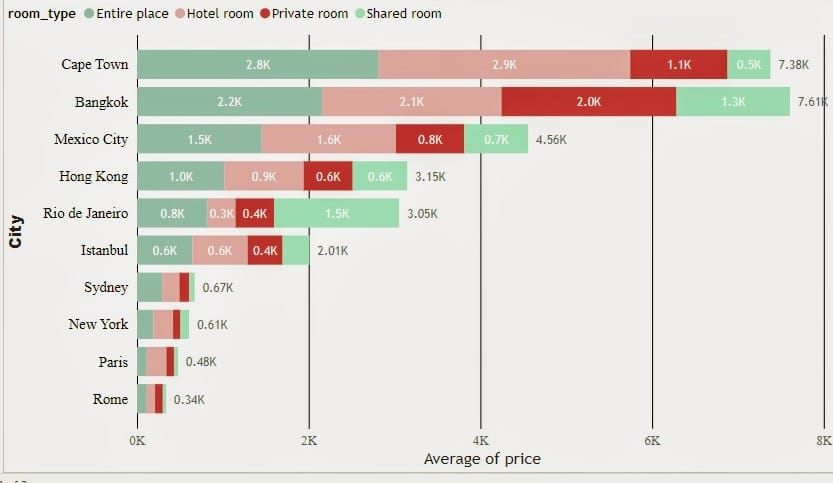 room_type Entire place Hotel room Private room Shared room
Cape Town 2.8K 2.9K 1.1K 0.5K 7.38K
Bangkok 2.2K 2.1K 2.0K 1.3K 7.61K
Mexico City 1.5K 1.6K 0.8K 0.7K 4.56K
Hong Kong 1.0K 0.9K 0.6K 0.6K 3.15K
Rio de Janeiro 0.8K 0.3K 0.4K 1.5K 3.05K
Istanbul 0.6K 0.6K 0.4K 2.01K
Sydney 0.67K
New York 0.61K
Paris 0.48K
Rome 0.34K
City
0K 2K 4K 6K 8K
Average of price